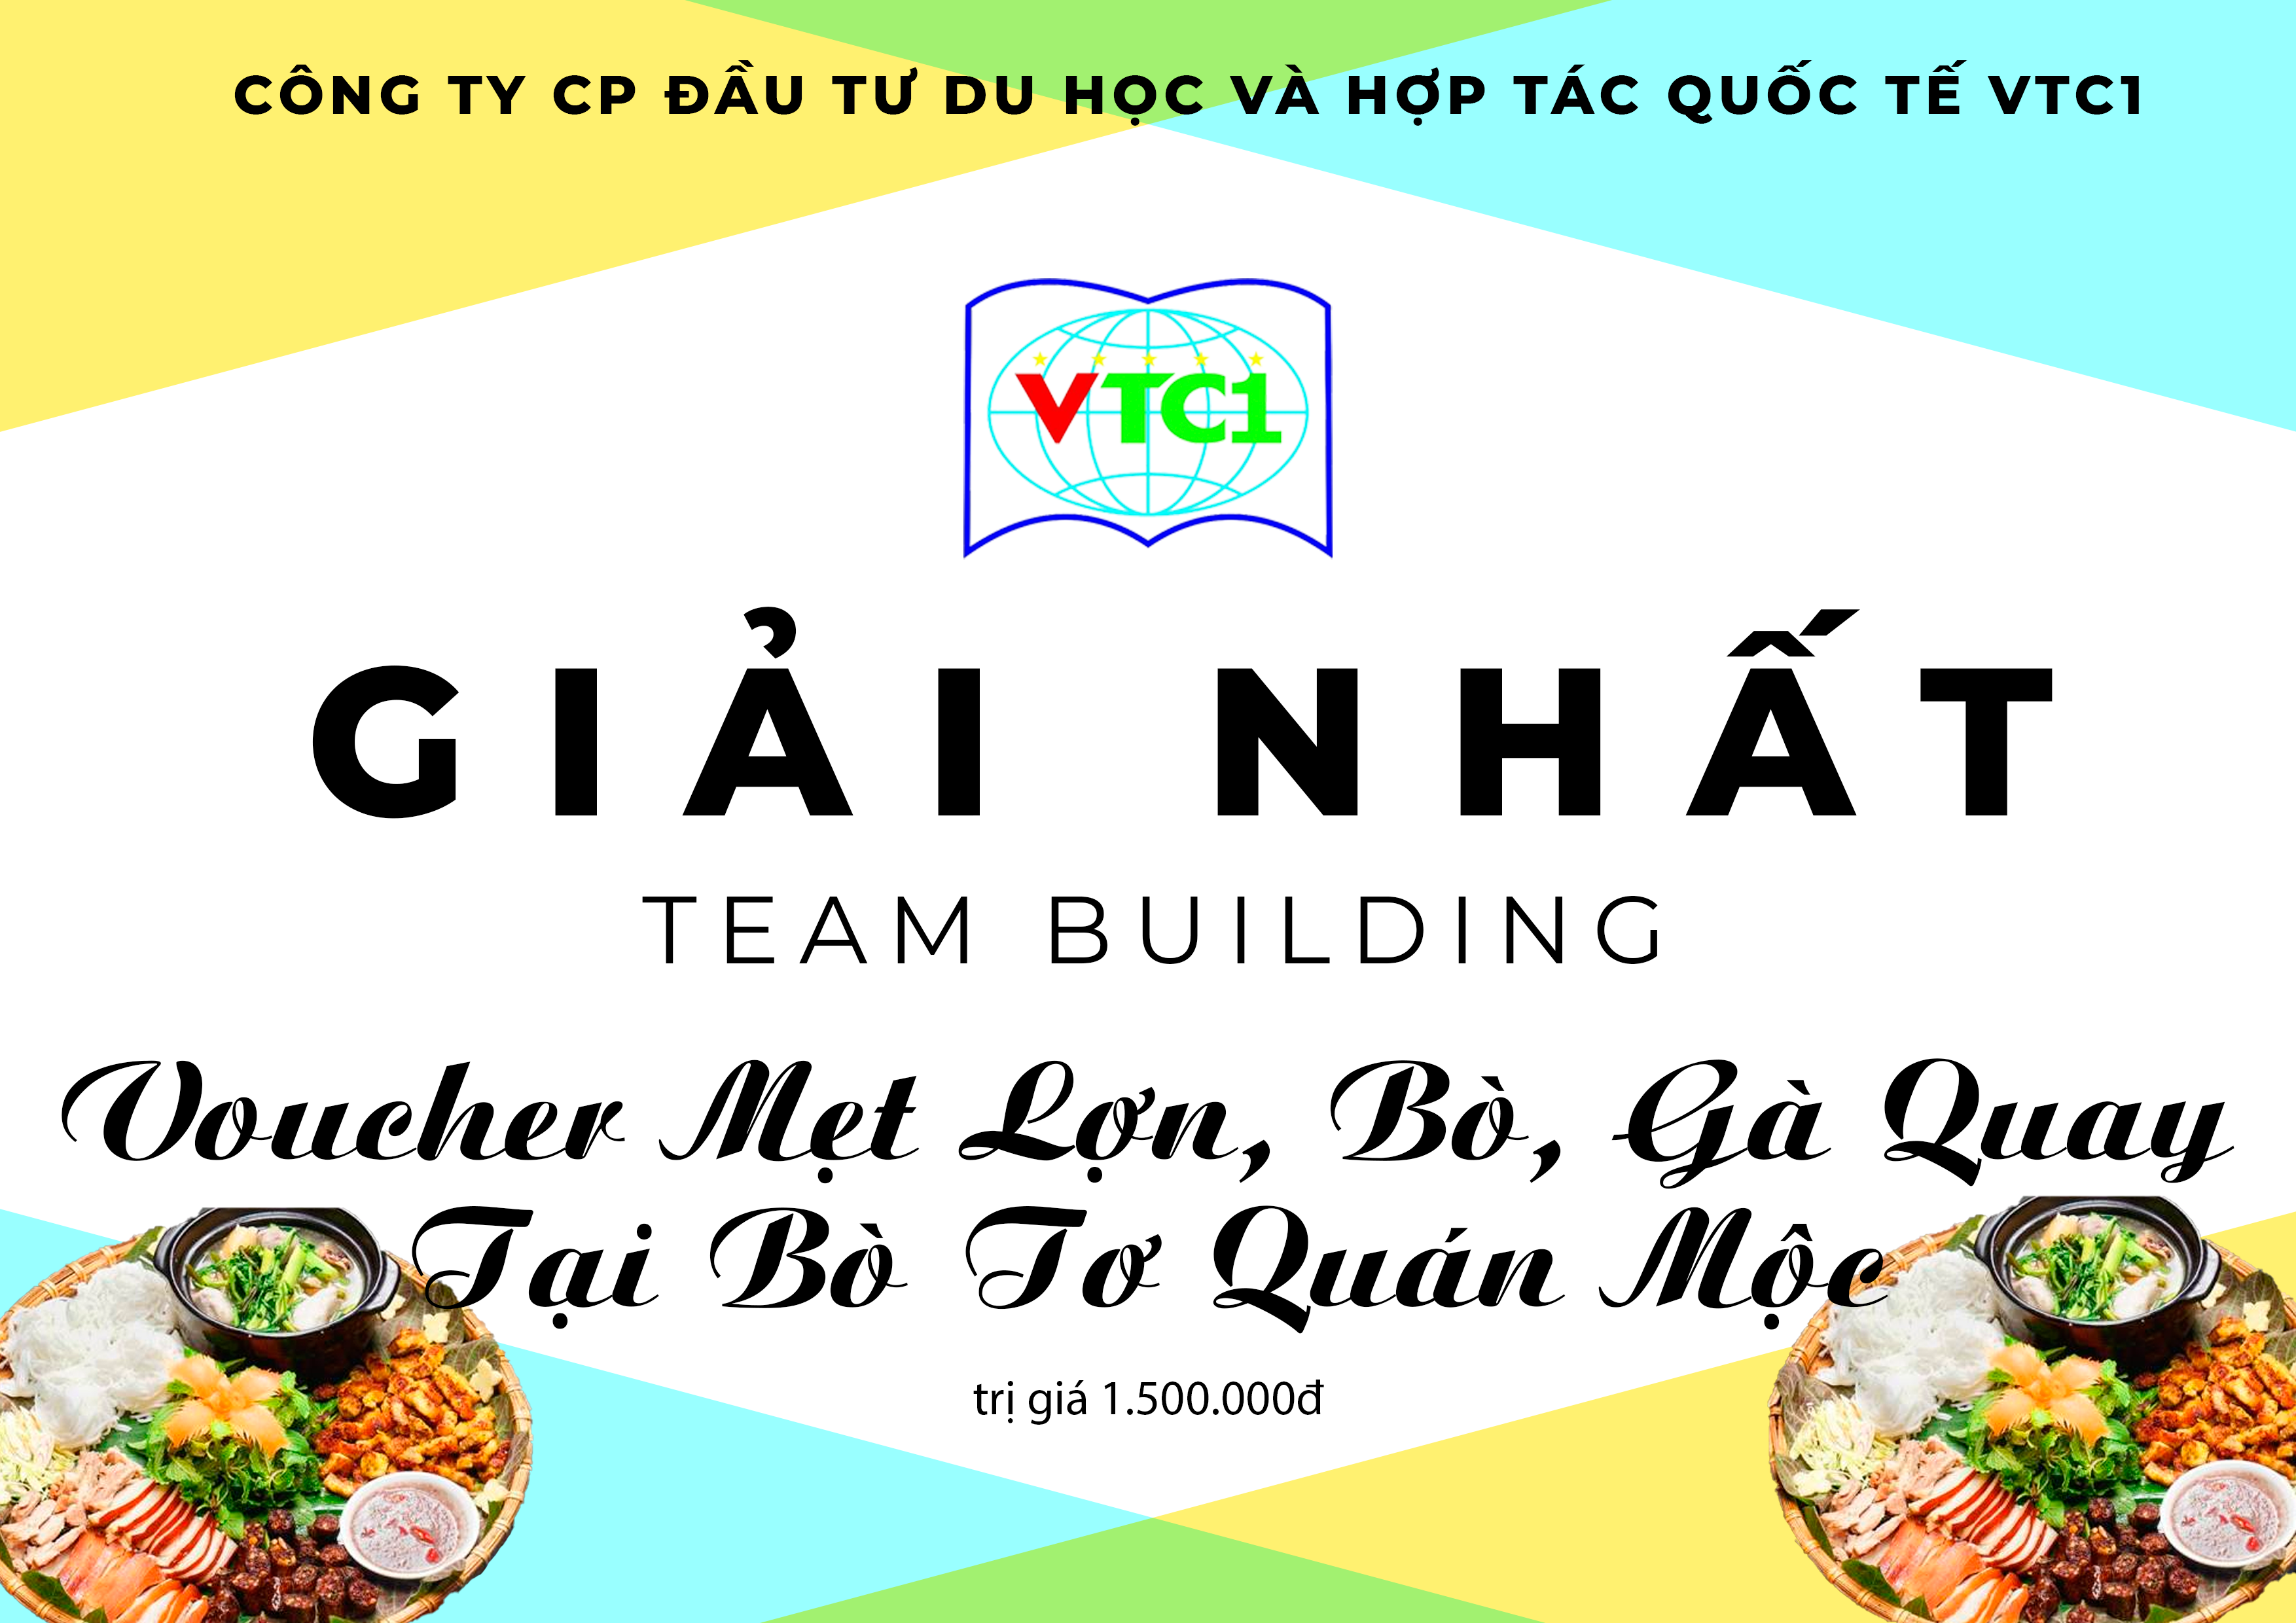 CÔNG TY CP ĐẦU TƯ DU HỌC VÀ HỢP TÁC QUỐC TẾ VTC1
VTC1
GIẢI NHẤT
TEAM BUILDING
Voucher Mẹt Lợn, Bò, Gà Quay
Tại Bò Tơ Quán Mộc
trị giá 1.500.000đ